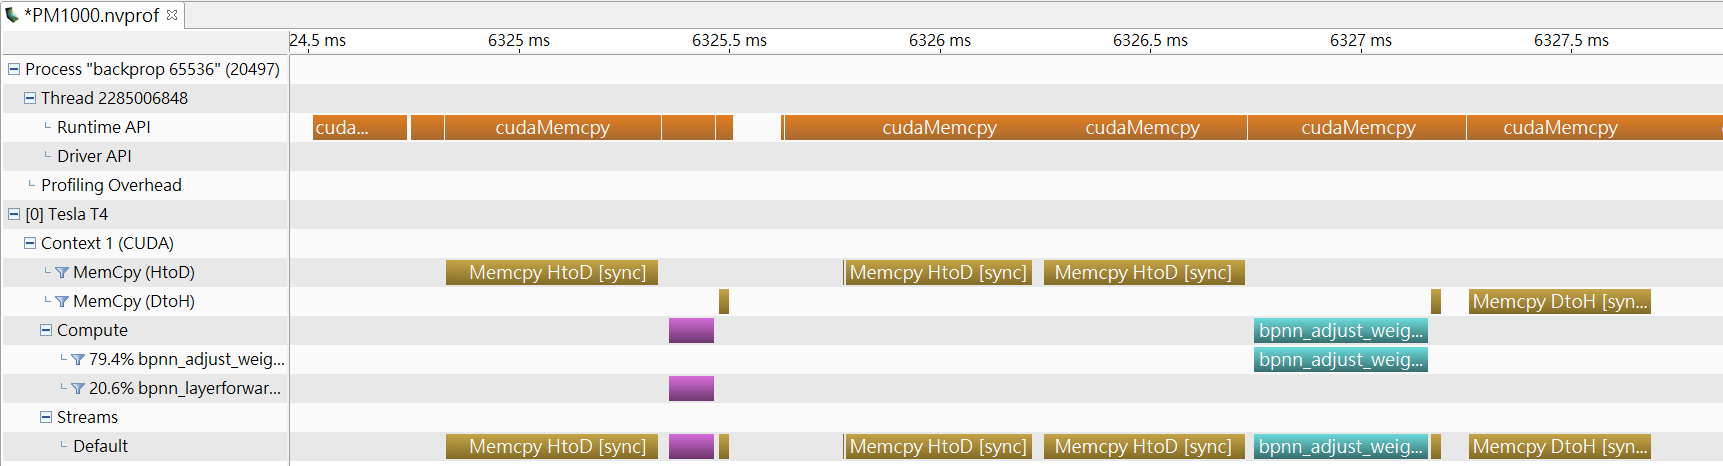 *PM1000.nvprof
24.5 ms 6325 ms 6325.5 ms 6326 ms 6326.5 ms 6327 ms 6327.5 ms
Process "backprop 65536" (20497)
Thread 2285006848
Runtime API cuda... cudaMemcpy cudaMemcpy cudaMemcpy cudaMemcpy cudaMemcpy
Driver API
Profiling Overhead
[0] Tesla T4
Context 1 (CUDA)
MemCpy (HtoD) Memcpy HtoD [sync] Memcpy HtoD [sync] Memcpy HtoD [sync]
MemCpy (DtoH) Memcpy DtoH [syn...
Compute bpnn_adjust_weig...
79.4% bpnn_adjust_weig... bpnn_adjust_weig...
20.6% bpnn_layerforwar...
Streams
Default Memcpy HtoD [sync] Memcpy HtoD [sync] Memcpy HtoD [sync] bpnn_adjust_weig... Memcpy DtoH [syn...